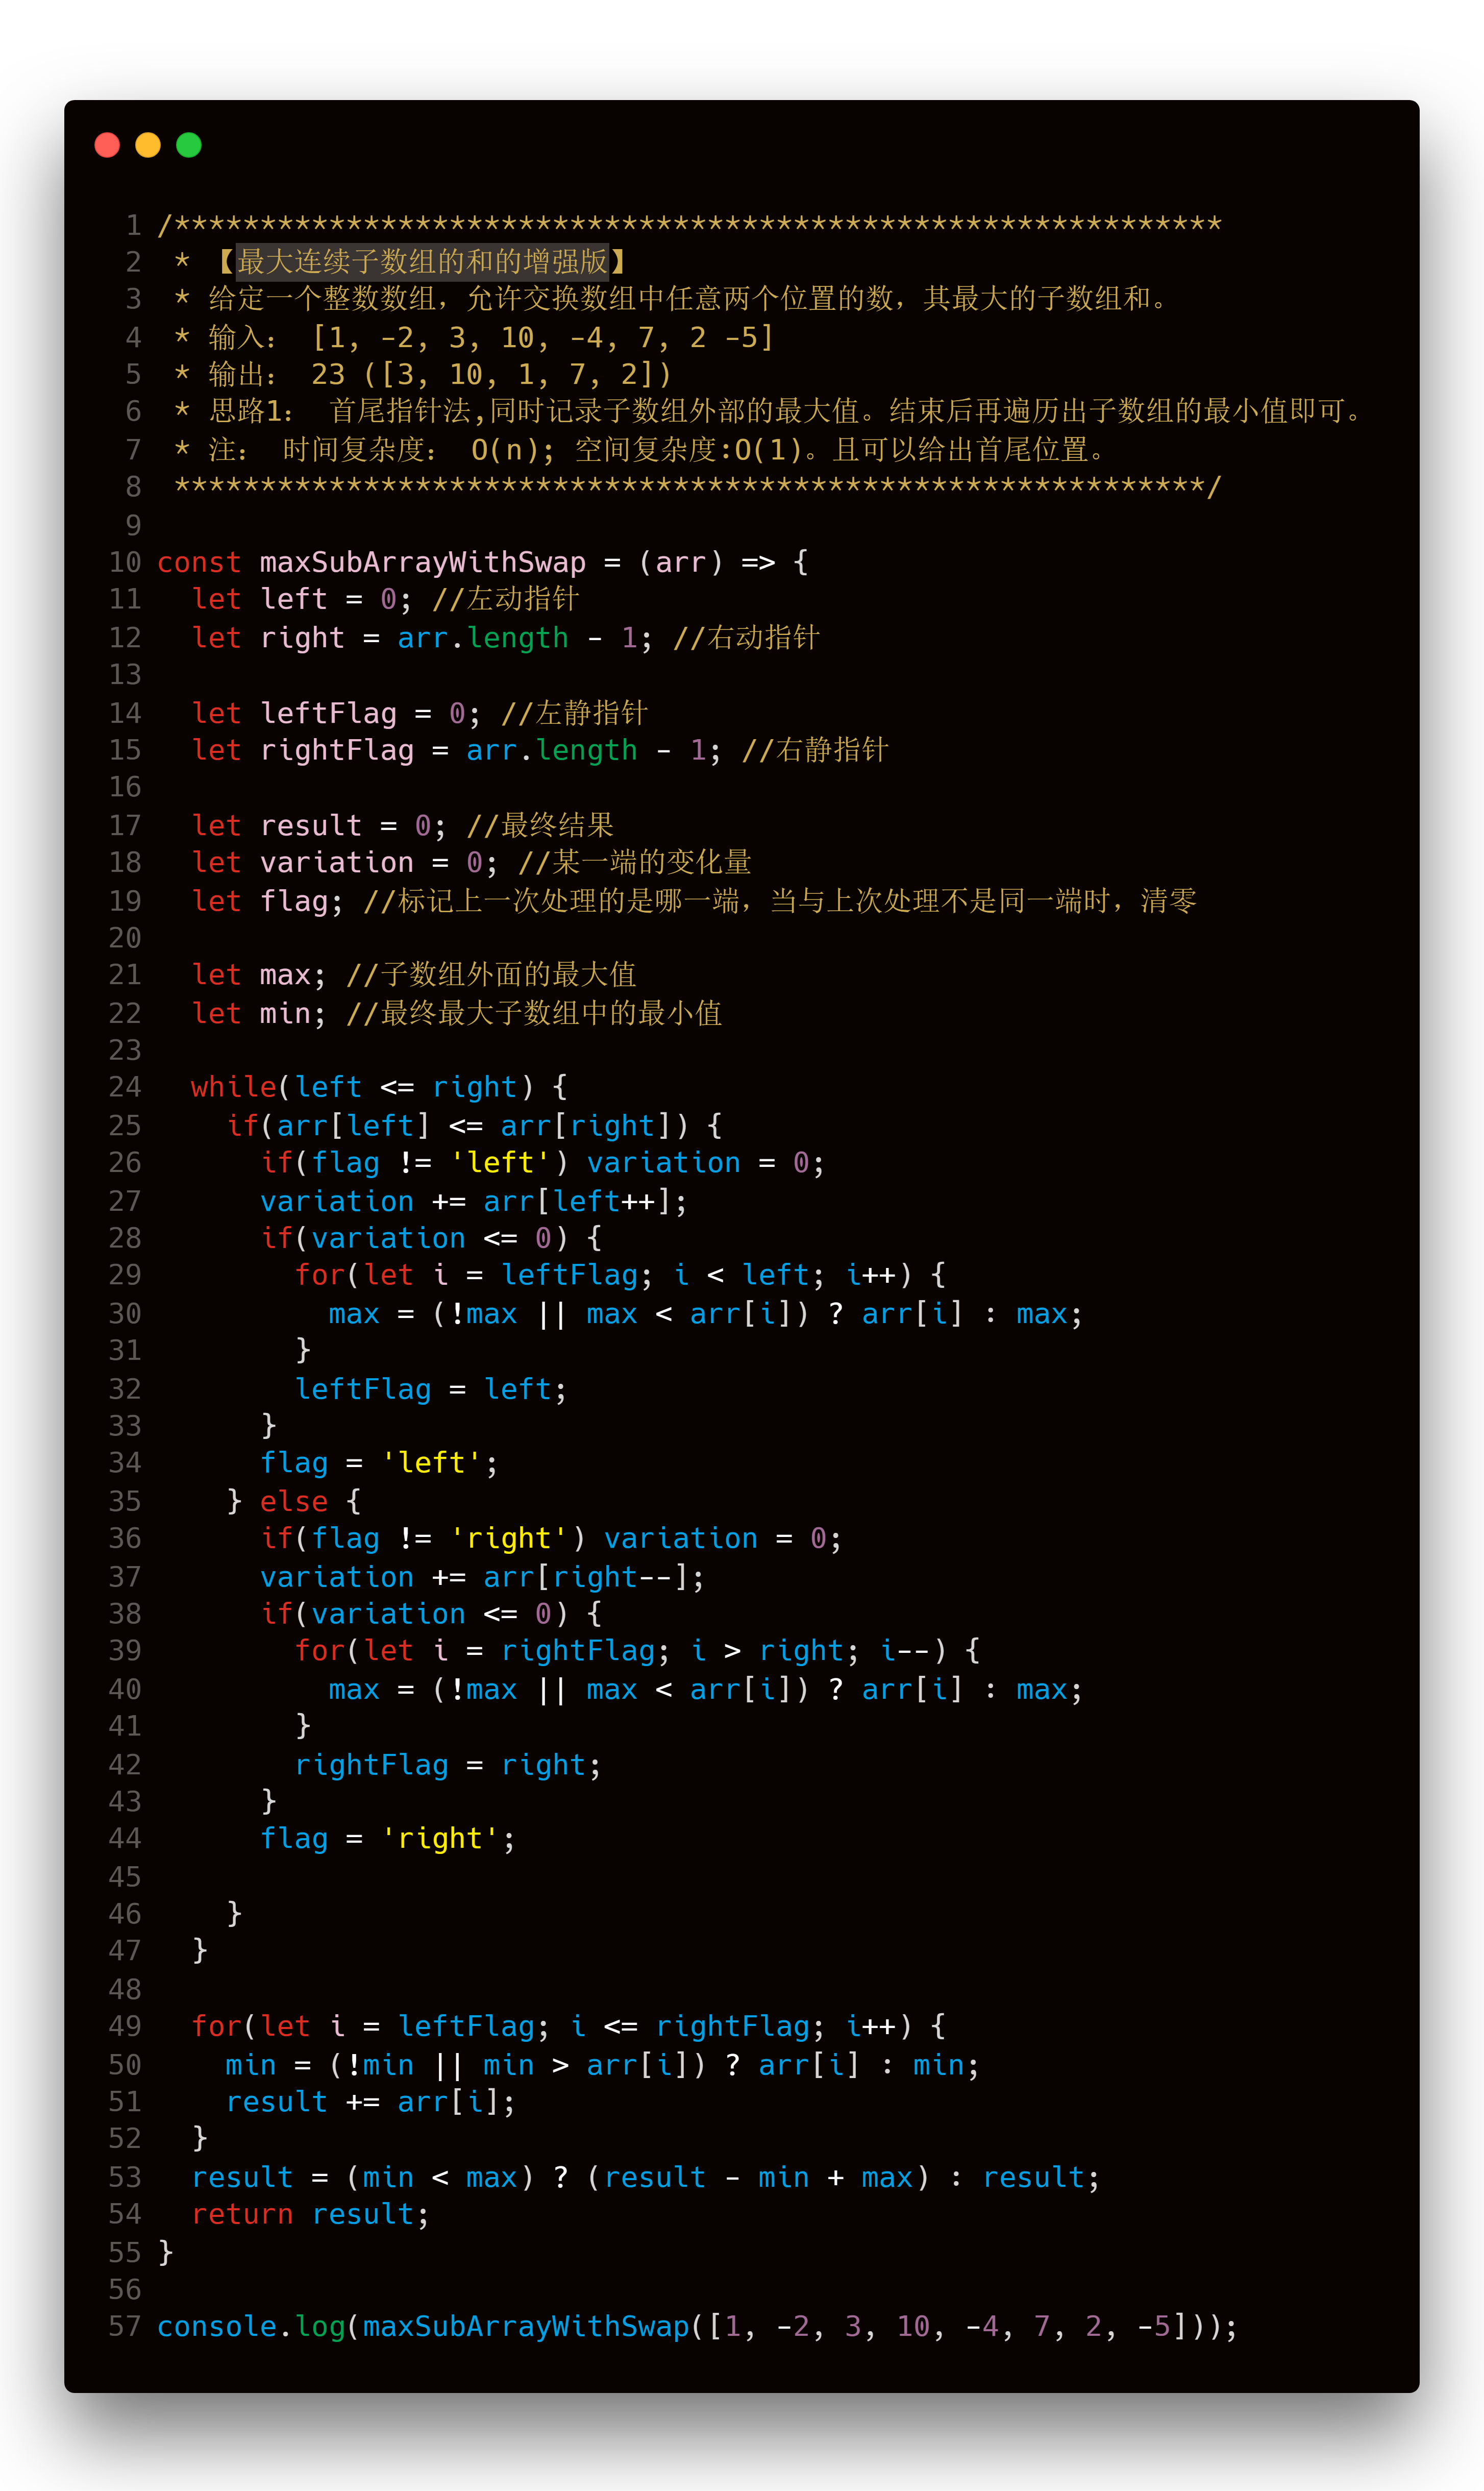 1 /*************************************************************
2  * 【最大连续子数组的和的增强版】
3  * 给定一个整数数组，允许交换数组中任意两个位置的数，其最大的子数组和。
4  * 输入： [1, -2, 3, 10, -4, 7, 2 -5]
5  * 输出： 23 ([3, 10, 1, 7, 2])
6  * 思路1： 首尾指针法,同时记录子数组外部的最大值。结束后再遍历出子数组的最小值即可。
7  * 注： 时间复杂度： O(n); 空间复杂度:O(1)。且可以给出首尾位置。
8  ************************************************************/
9
10 const maxSubArrayWithSwap = (arr) => {
11   let left = 0; //左动指针
12   let right = arr.length - 1; //右动指针
13
14   let leftFlag = 0; //左静指针
15   let rightFlag = arr.length - 1; //右静指针
16
17   let result = 0; //最终结果
18   let variation = 0; //某一端的变化量
19   let flag; //标记上一次处理的是哪一端，当与上次处理不是同一端时，清零
20
21   let max; //子数组外面的最大值
22   let min; //最终最大子数组中的最小值
23
24   while(left <= right) {
25     if(arr[left] <= arr[right]) {
26       if(flag != 'left') variation = 0;
27       variation += arr[left++];
28       if(variation <= 0) {
29         for(let i = leftFlag; i < left; i++) {
30           max = (!max || max < arr[i]) ? arr[i] : max;
31         }
32         leftFlag = left;
33       }
34       flag = 'left';
35     } else {
36       if(flag != 'right') variation = 0;
37       variation += arr[right--];
38       if(variation <= 0) {
39         for(let i = rightFlag; i > right; i--) {
40           max = (!max || max < arr[i]) ? arr[i] : max;
41         }
42         rightFlag = right;
43       }
44       flag = 'right';
45
46     }
47   }
48
49   for(let i = leftFlag; i <= rightFlag; i++) {
50     min = (!min || min > arr[i]) ? arr[i] : min;
51     result += arr[i];
52   }
53   result = (min < max) ? (result - min + max) : result;
54   return result;
55 }
56
57 console.log(maxSubArrayWithSwap([1, -2, 3, 10, -4, 7, 2, -5]));